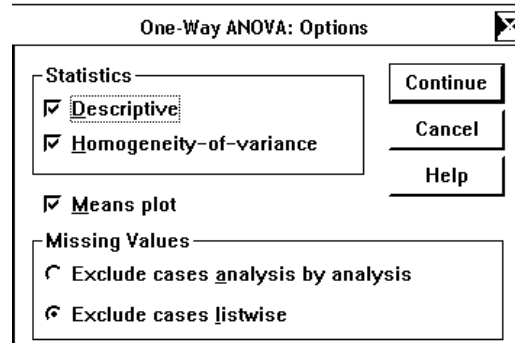 One-Way ANOVA: Options
Statistics
Descriptive
Homogeneity-of-variance
Continue
Cancel
Help
Means plot
Missing Values
Exclude cases analysis by analysis
Exclude cases listwise